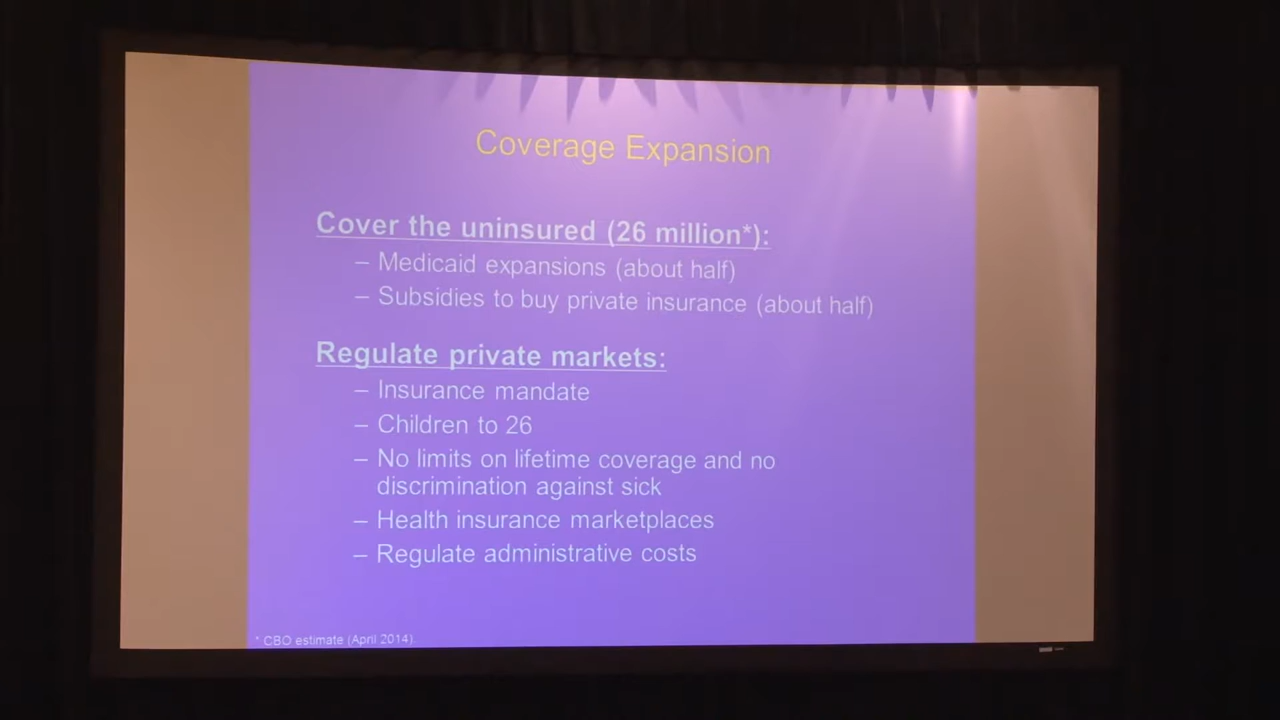 Coverage Expansion
Cover the uninsured (26 million*):
– Medicaid expansions (about half)
– Subsidies to buy private insurance (about half)
Regulate private markets:
– Insurance mandate
– Children to 26
– No limits on lifetime coverage and no
discrimination against sick
– Health insurance marketplaces
– Regulate administrative costs
* CBO estimate (April 2014).